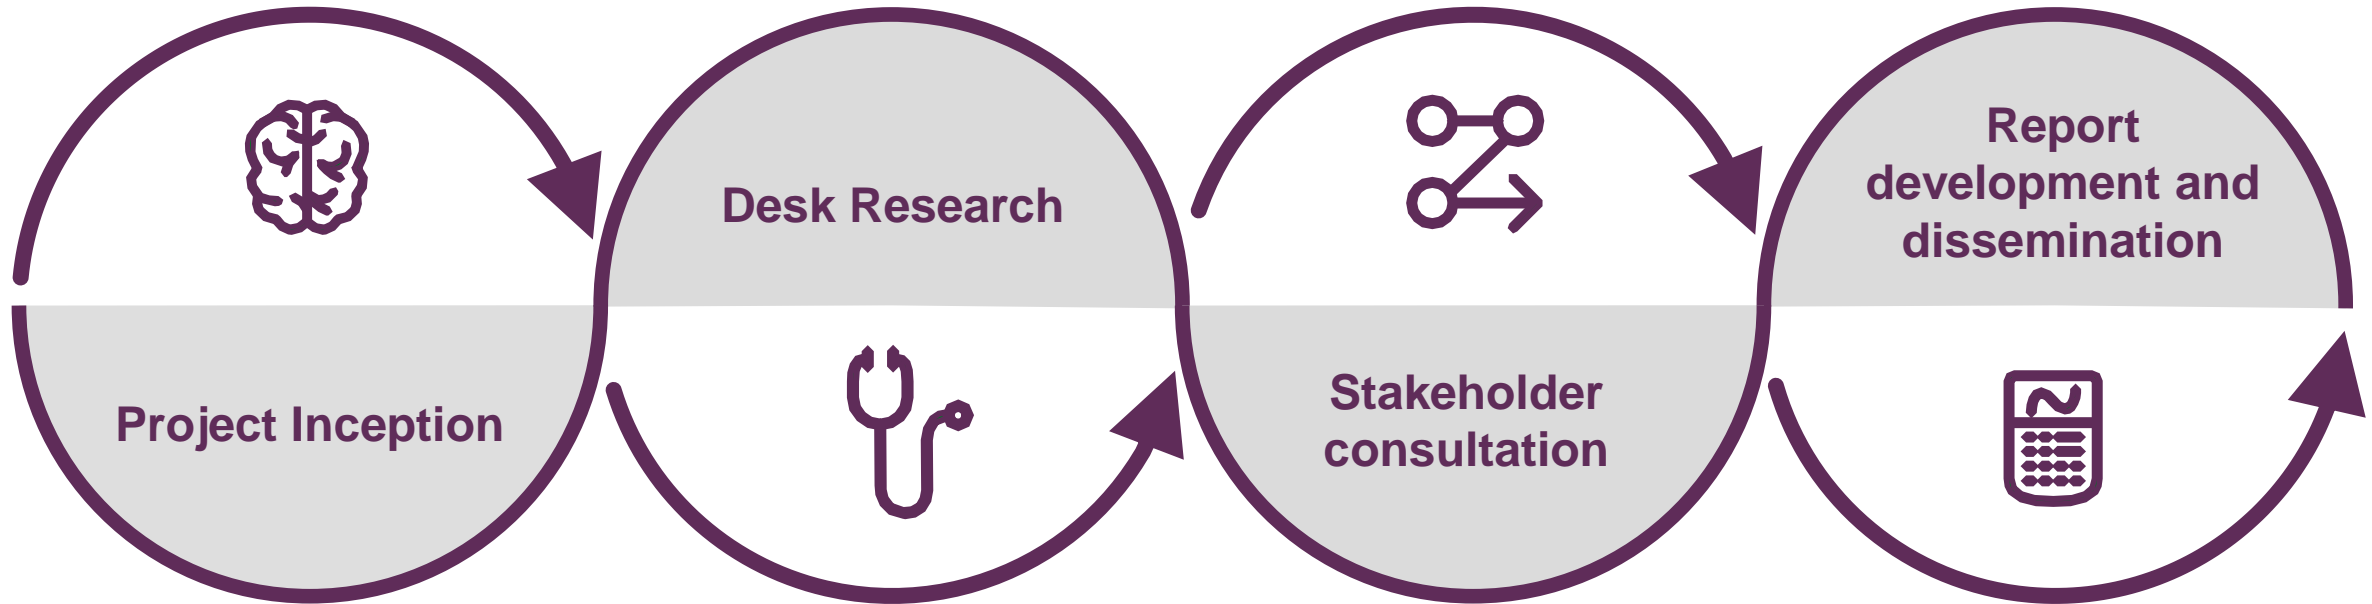 Project Inception
Desk Research
Stakeholder
consultation
Report
development and
dissemination